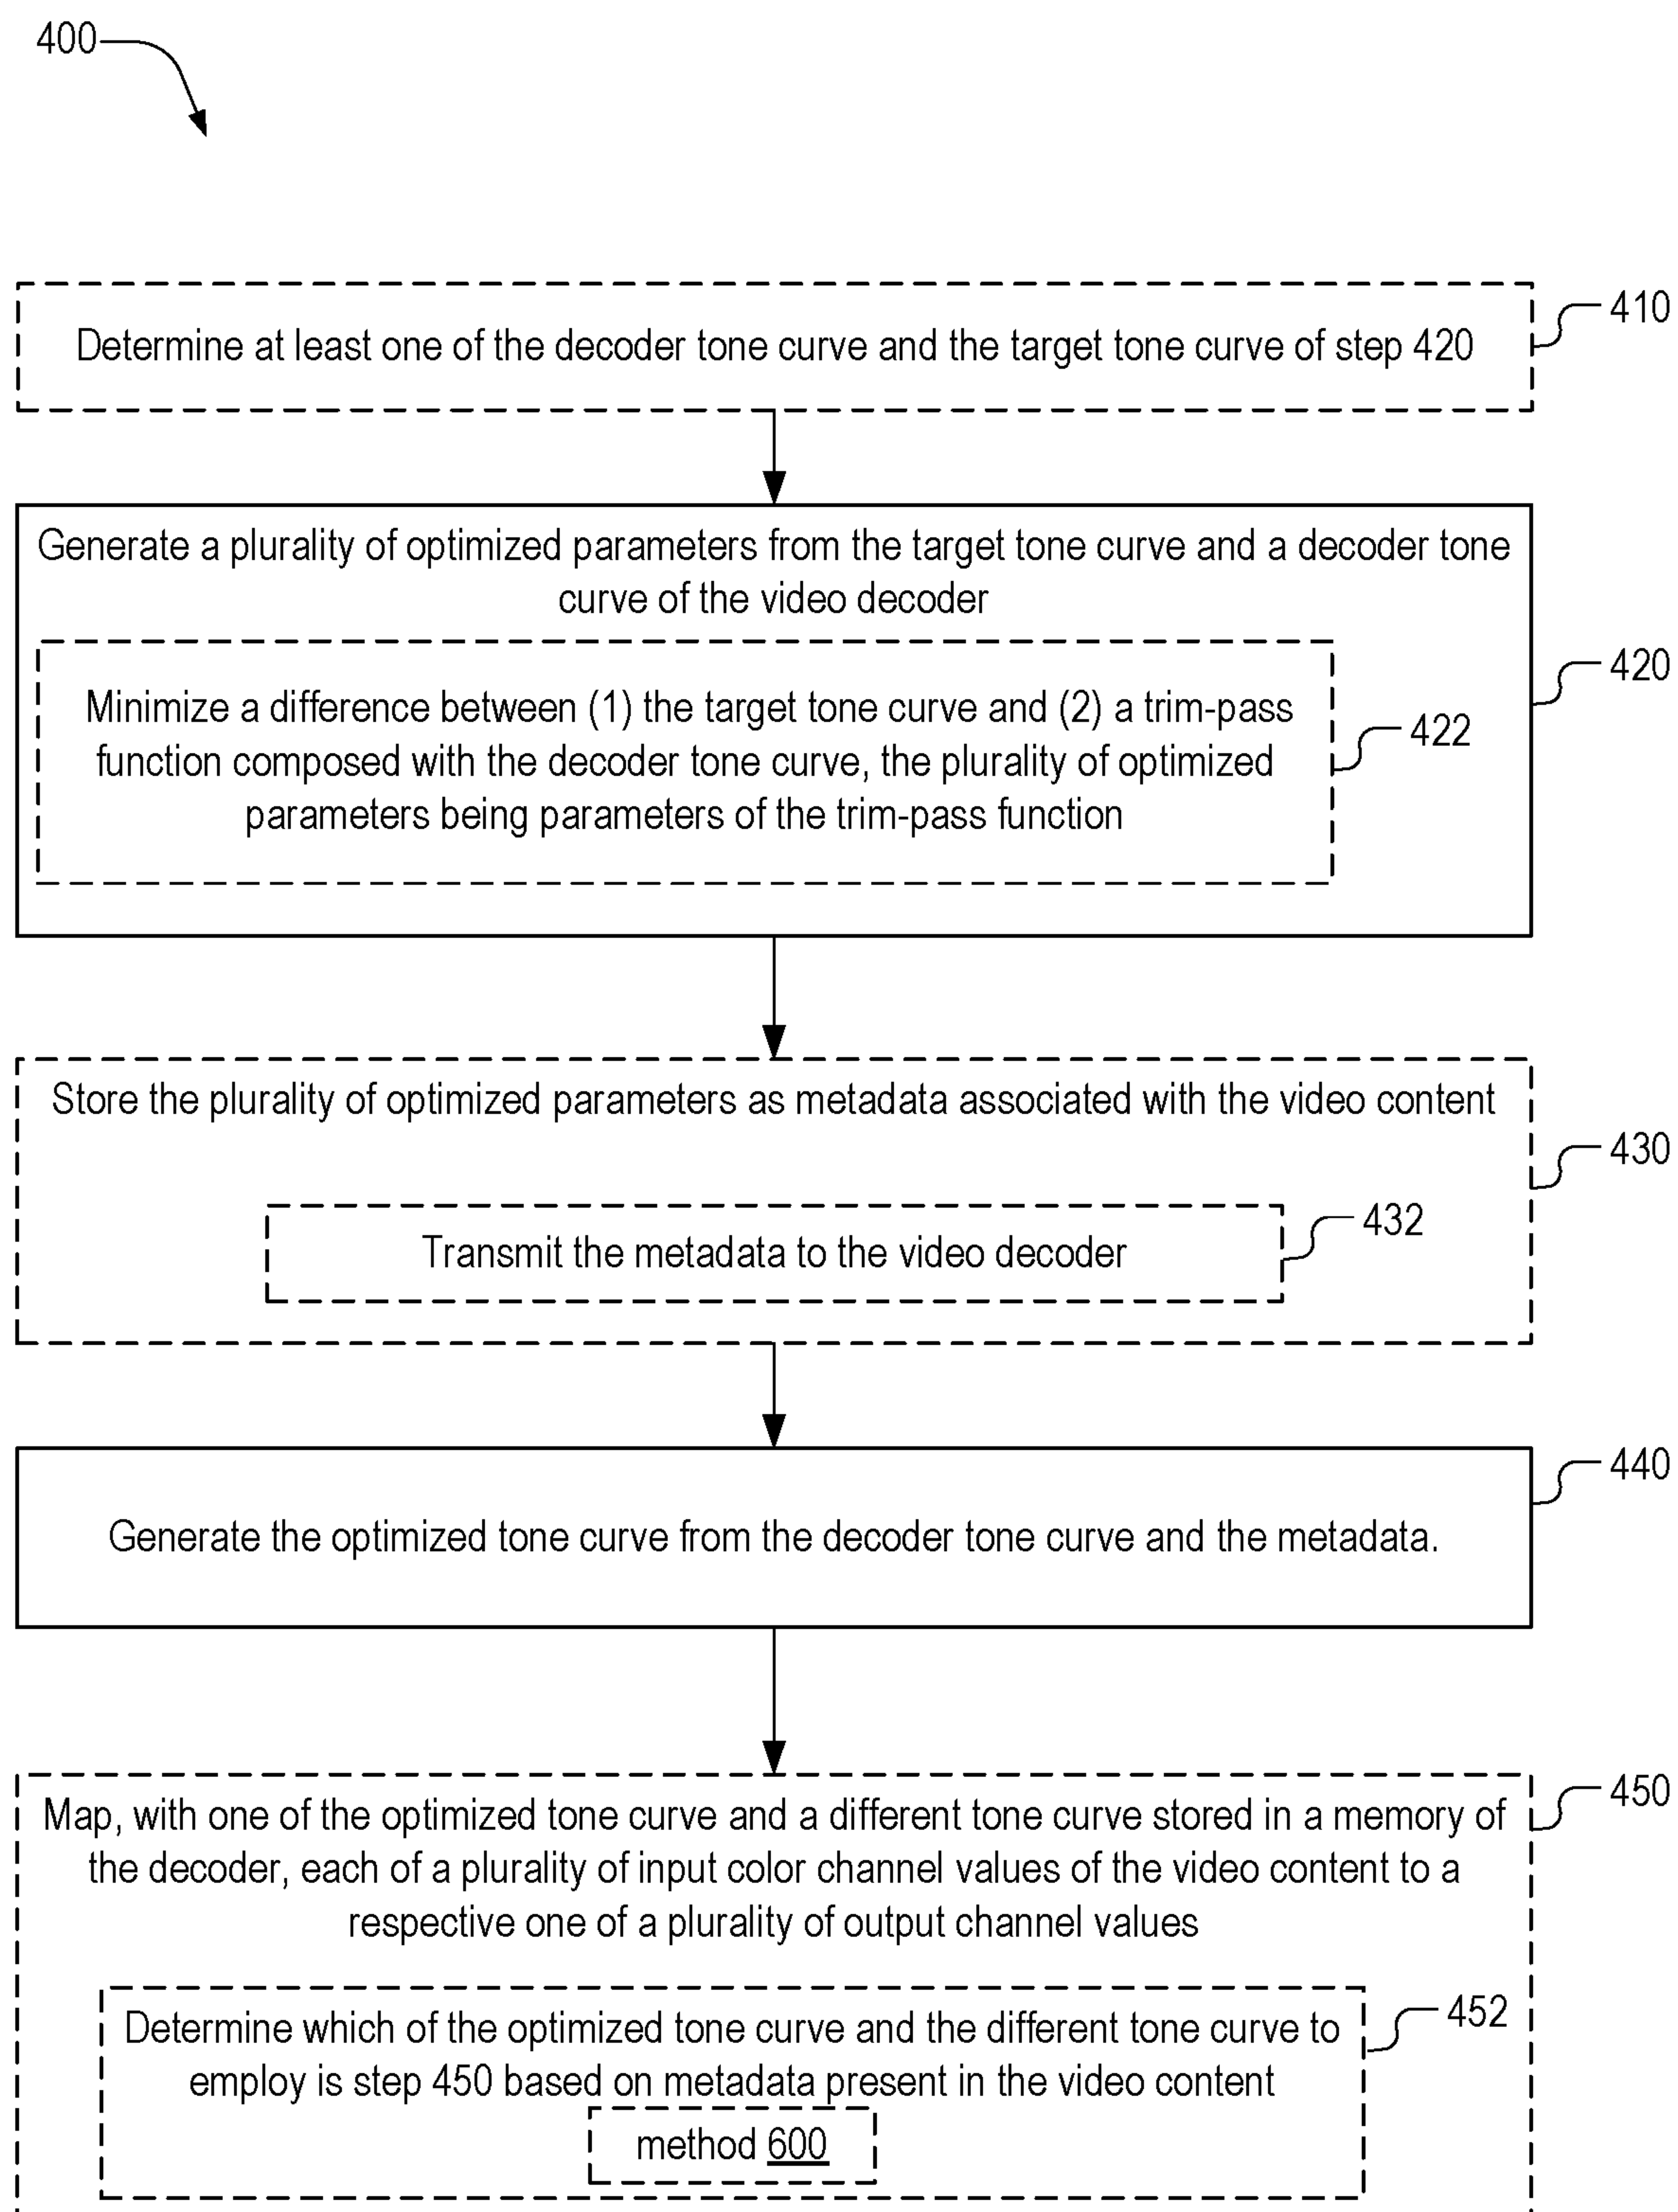 400
Determine at least one of the decoder tone curve and the target tone curve of step 420
410
Generate a plurality of optimized parameters from the target tone curve and a decoder tone
curve of the video decoder
420
Minimize a difference between (1) the target tone curve and (2) a trim-pass
function composed with the decoder tone curve, the plurality of optimized
parameters being parameters of the trim-pass function
422
Store the plurality of optimized parameters as metadata associated with the video content
430
Transmit the metadata to the video decoder
432
Generate the optimized tone curve from the decoder tone curve and the metadata.
440
Map, with one of the optimized tone curve and a different tone curve stored in a memory of
the decoder, each of a plurality of input color channel values of the video content to a
respective one of a plurality of output channel values
450
Determine which of the optimized tone curve and the different tone curve to
employ is step 450 based on metadata present in the video content
452
method 600